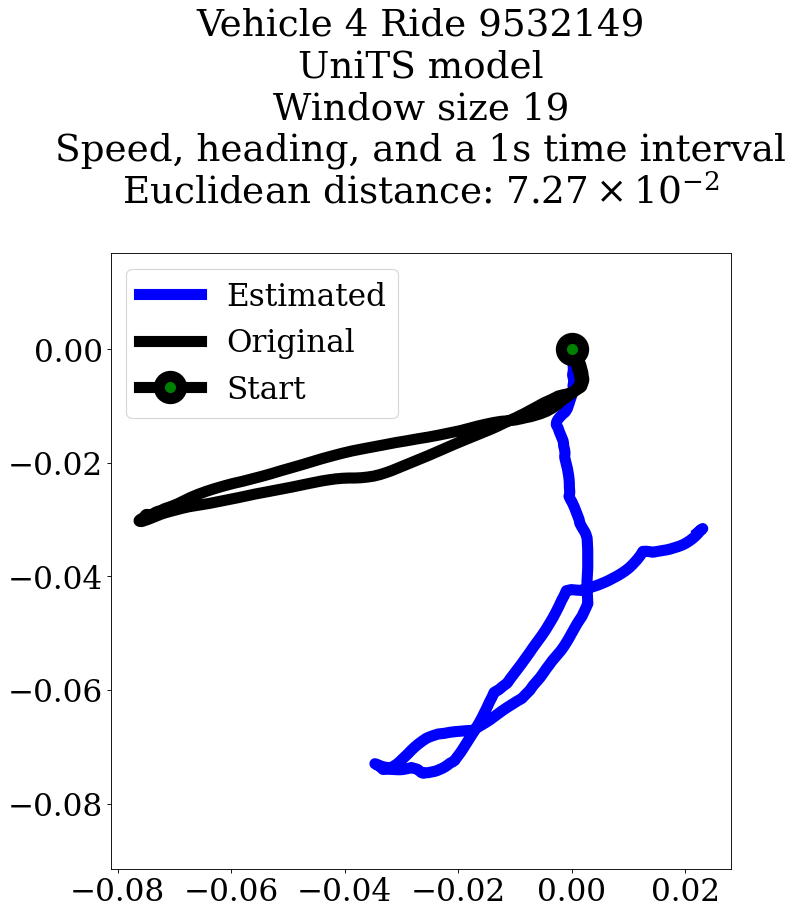 Vehicle 4 Ride 9532149
UniTS model
Window size 19
Speed, heading, and a 1s time interval
Euclidean distance: 7.27 × 10⁻²
Estimated
Original
Start
0.00
−0.02
−0.04
−0.06
−0.08
−0.08 −0.06 −0.04 −0.02 0.00 0.02